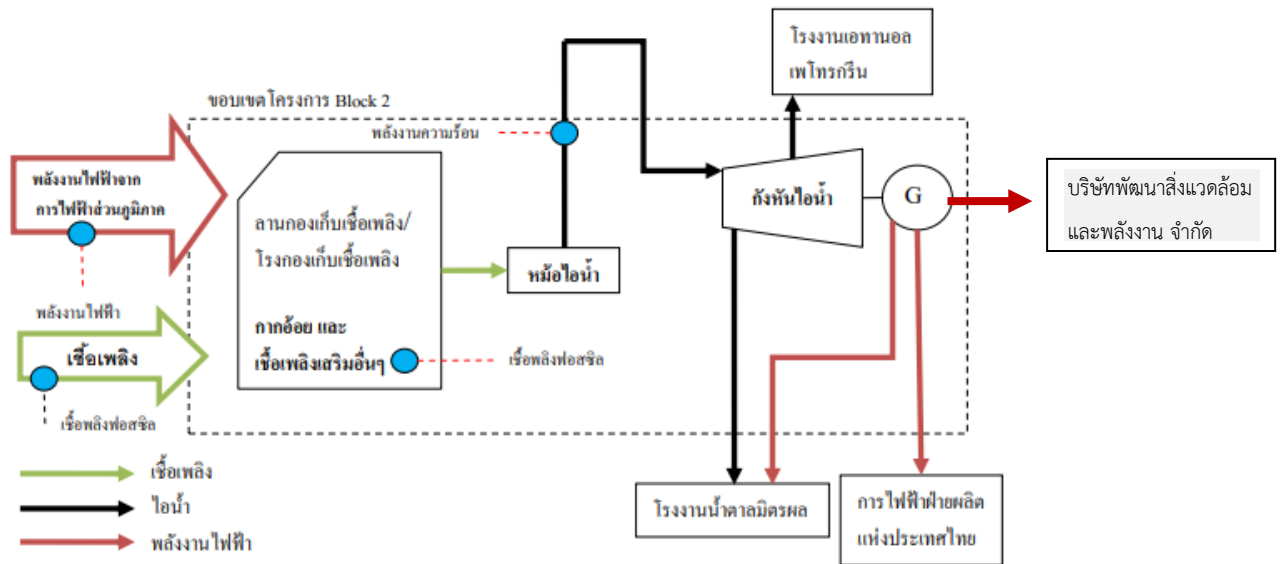 โรงงานเอทานอล
เพโทรกรีน
ขอบเขตโครงการ Block 2
พลังงานความร้อน
พลังงานไฟฟ้าจาก
การไฟฟ้าส่วนภูมิภาค
ลานกองเก็บเชื้อเพลิง/
โรงกองเก็บเชื้อเพลิง
กากอ้อย และ
เชื้อเพลิงเสริมอื่นๆ
หม้อไอน้ำ
กังหันไอน้ำ
G
บริษัทพัฒนาสิ่งแวดล้อม
และพลังงาน จำกัด
พลังงานไฟฟ้า
เชื้อเพลิง
เชื้อพลิงฟอสซิล
เชื้อพลิงฟอสซิล
เชื้อเพลิง
ไอน้ำ
พลังงานไฟฟ้า
โรงงานน้ำตาลมิตรผล
การไฟฟ้าฝ่ายผลิต
แห่งประเทศไทย